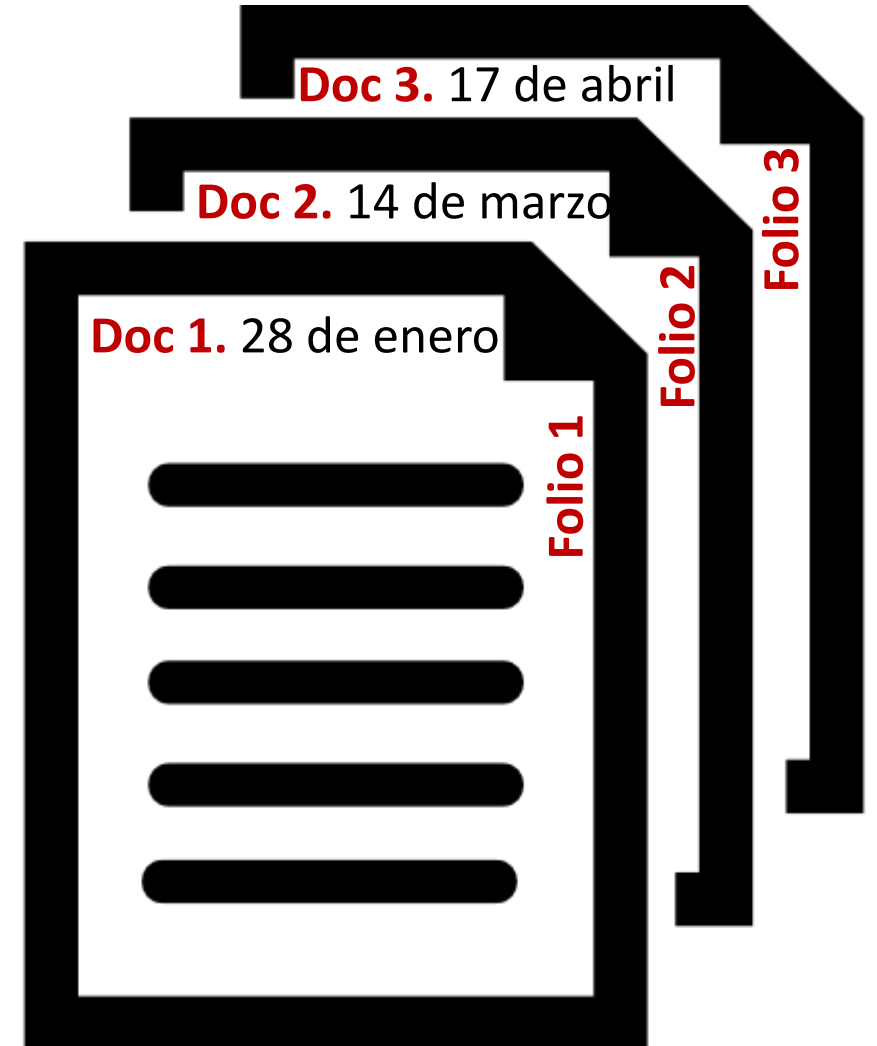 Doc 3. 17 de abril
Folio 3
Doc 2. 14 de marzo
Folio 2
Doc 1. 28 de enero
Folio 1